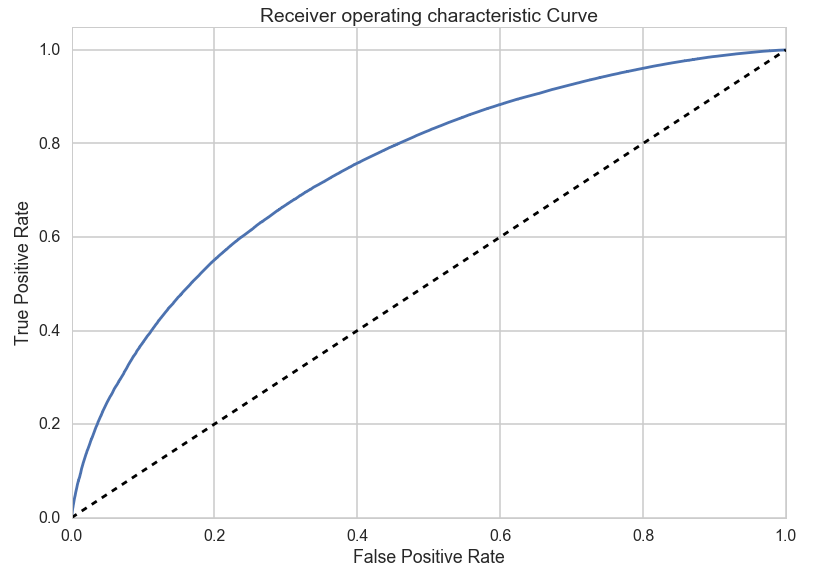 Receiver operating characteristic Curve
True Positive Rate
1.0
0.8
0.6
0.4
0.2
0.0
0.0 0.2 0.4 0.6 0.8 1.0
False Positive Rate